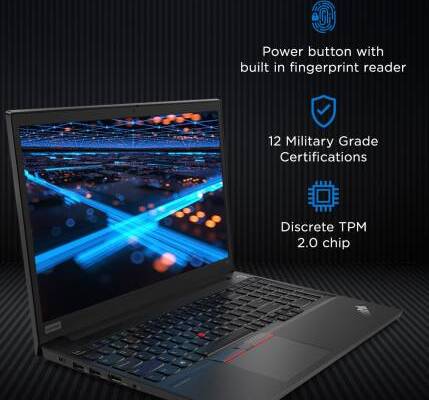 Power button with
built in fingerprint reader
12 Military Grade
Certifications
Discrete TPM
2.0 chip